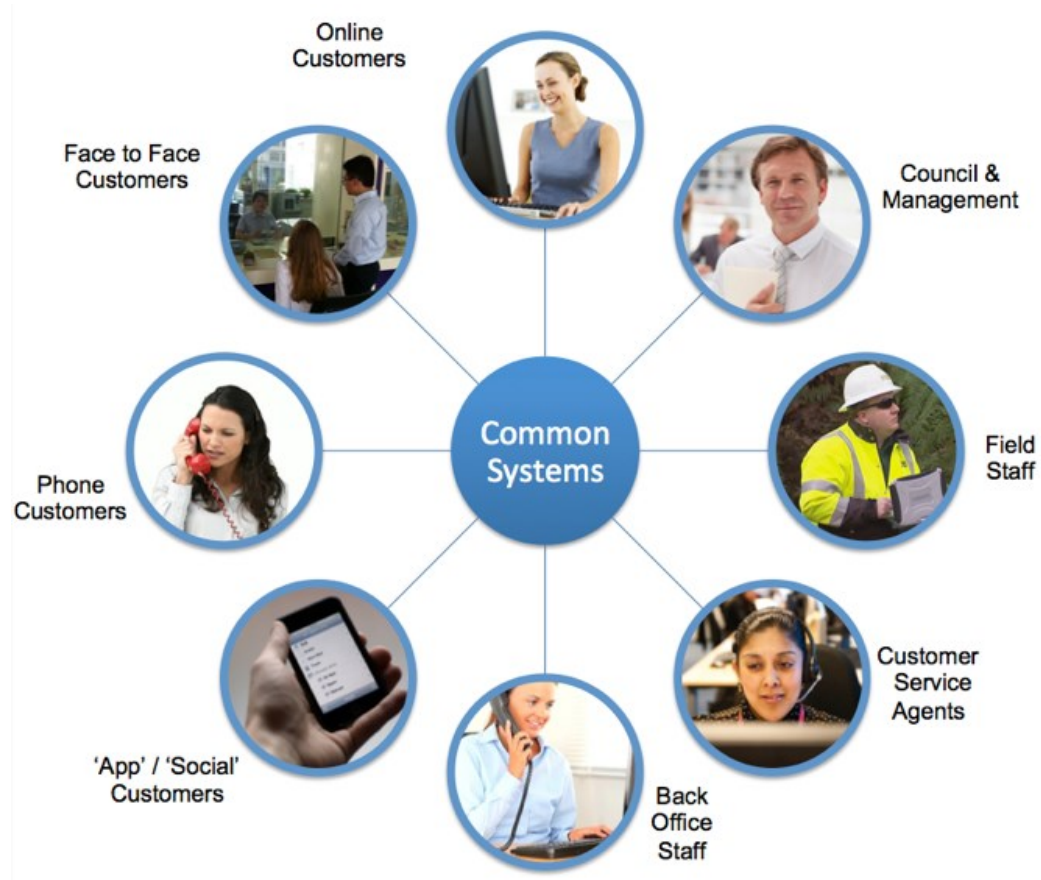 Online
Customers
Face to Face
Customers
Council &
Management
Common
Systems
Field
Staff
Phone
Customers
Customer
Service
Agents
‘App’ / ‘Social’
Customers
Back
Office
Staff